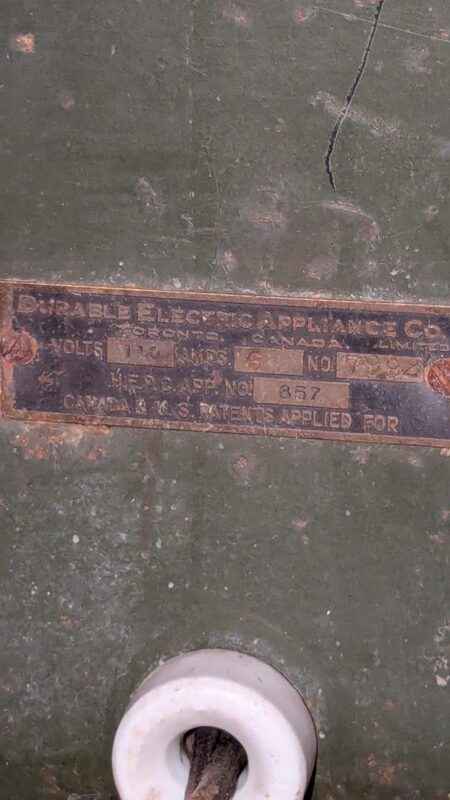 DURABLE ELECTRIC APPLIANCE CO.
TORONTO, CANADA. LIMITED
VOLTS 110 AMPS 6 NO.
H.E.P.C. APP. NO. 857
CANADA & U.S. PATENTS APPLIED FOR